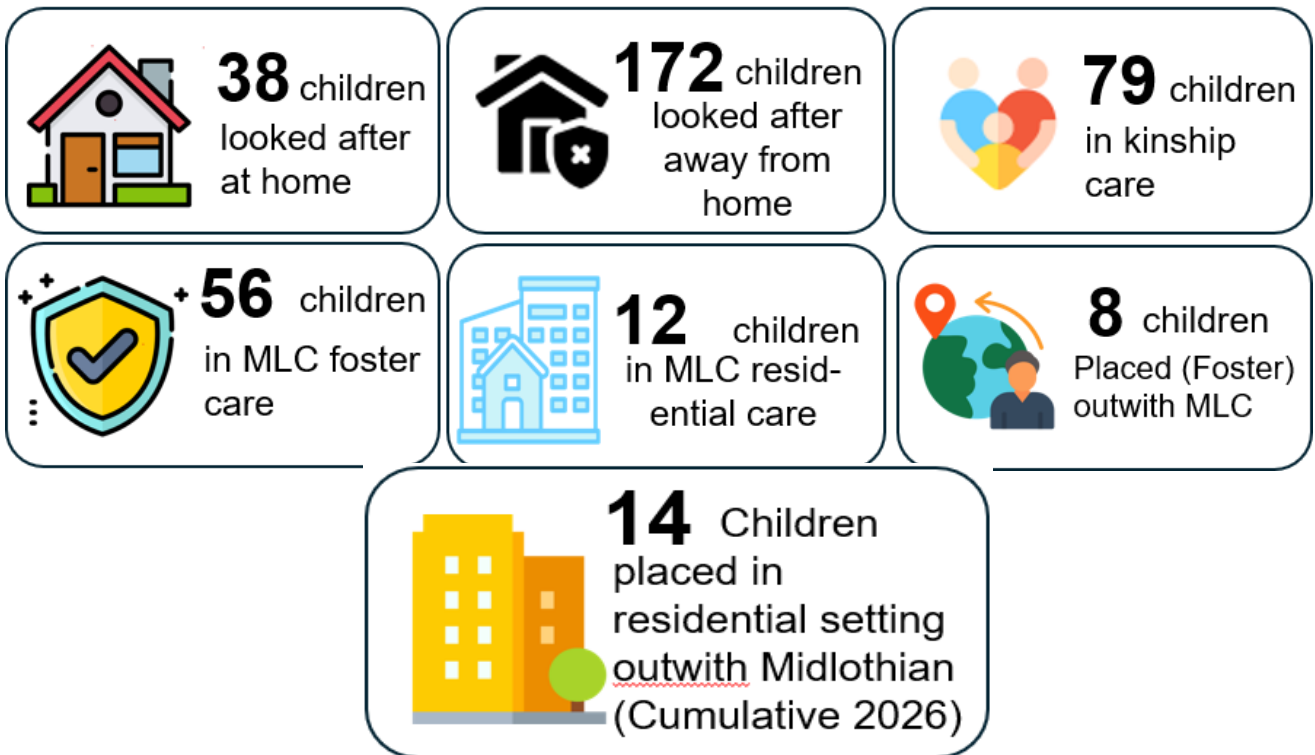 38 children
looked after
at home
172 children
looked after
away from
home
79 children
in kinship
care
56 children
in MLC foster
care
12 children
in MLC resid-
ential care
8 children
Placed (Foster)
outwith MLC
14 Children
placed in
residential setting
outwith Midlothian
(Cumulative 2026)